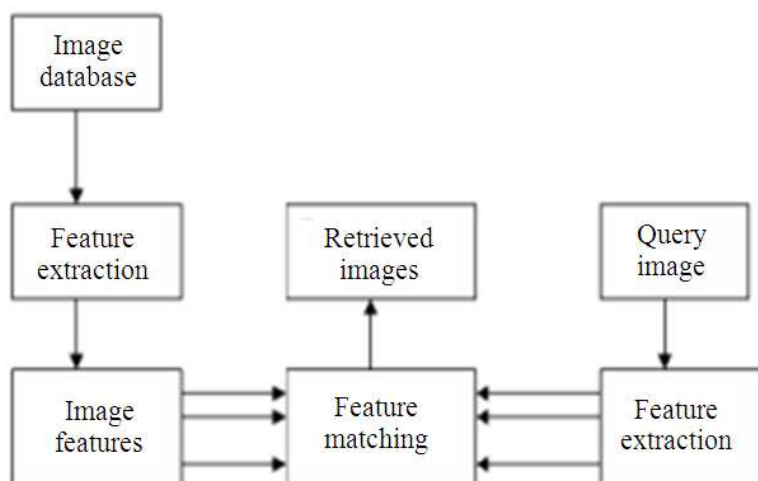 Image
database
Feature
extraction
Retrieved
images
Query
image
Image
features
Feature
matching
Feature
extraction